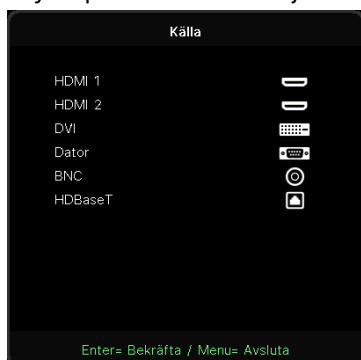 Källa
HDMI 1
HDMI 2
DVI
Dator
BNC
HDBaseT
Enter= Bekräfta / Menu= Avsluta